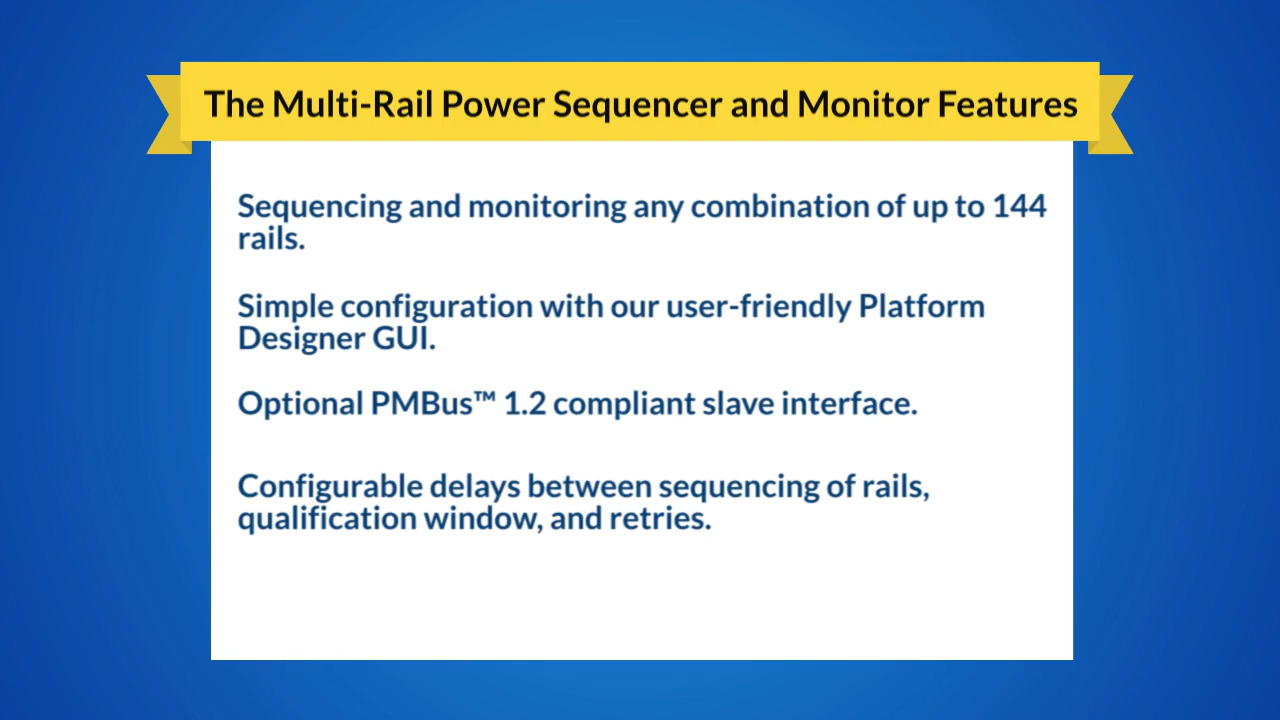 The Multi-Rail Power Sequencer and Monitor Features
Sequencing and monitoring any combination of up to 144
rails.
Simple configuration with our user-friendly Platform
Designer GUI.
Optional PMBus™ 1.2 compliant slave interface.
Configurable delays between sequencing of rails,
qualification window, and retries.